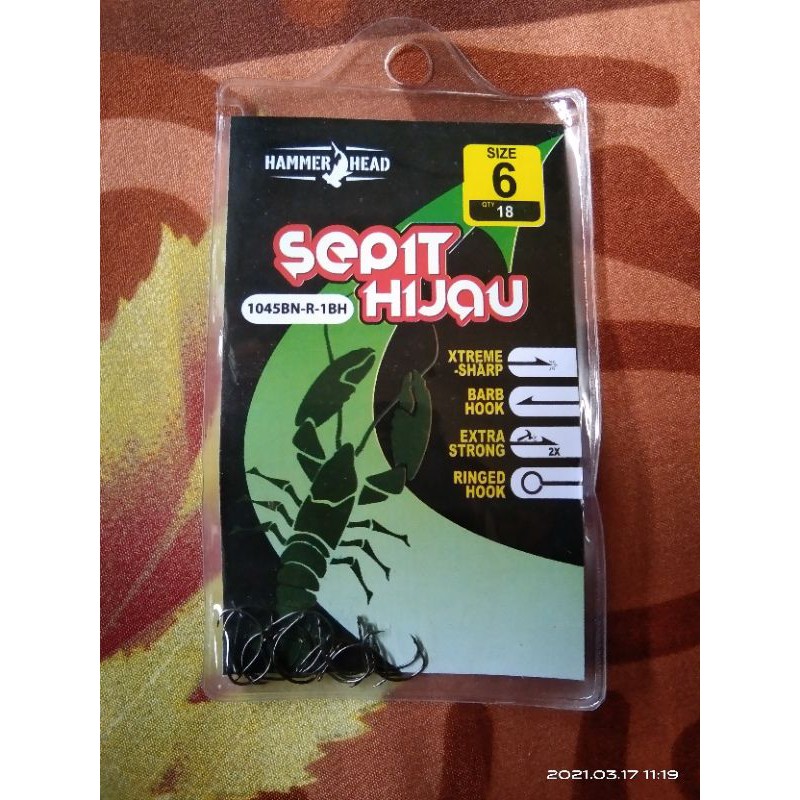 HAMMER HEAD
SIZE
6
QTY 18
SEPIT
HIJAU
1045BN-R-1BH
XTREME
-SHARP
BARB
HOOK
EXTRA
STRONG
2X
RINGED
HOOK
2021.03.17 11:19